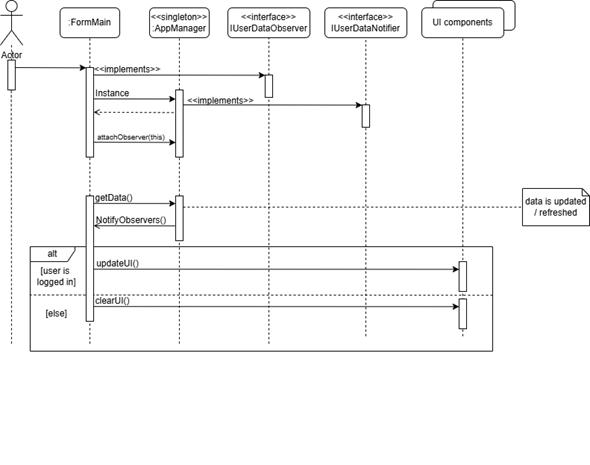 :FormMain
<<singleton>>
:AppManager
<<interface>>
IUserDataObserver
<<interface>>
IUserDataNotifier
UI components
Actor
<<implements>>
Instance
<<implements>>
attachObserver(this)
getData()
data is updated
/ refreshed
NotifyObservers()
alt
[user is
logged in]
updateUI()
clearUI()
[else]